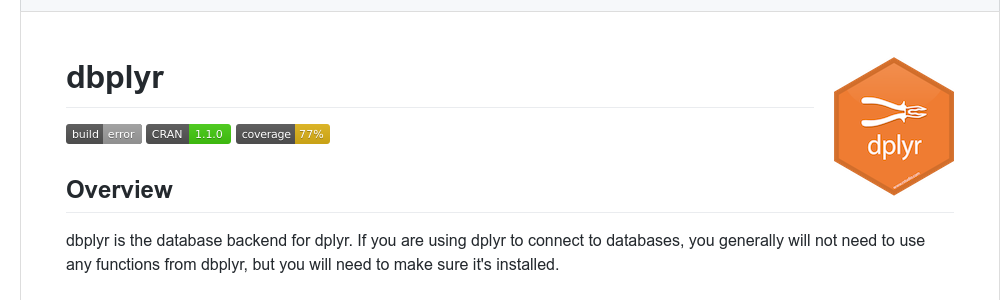 dbplyr
build error CRAN 1.1.0 coverage 77%
dplyr
Overview
dbplyr is the database backend for dplyr. If you are using dplyr to connect to databases, you generally will not need to use
any functions from dbplyr, but you will need to make sure it's installed.